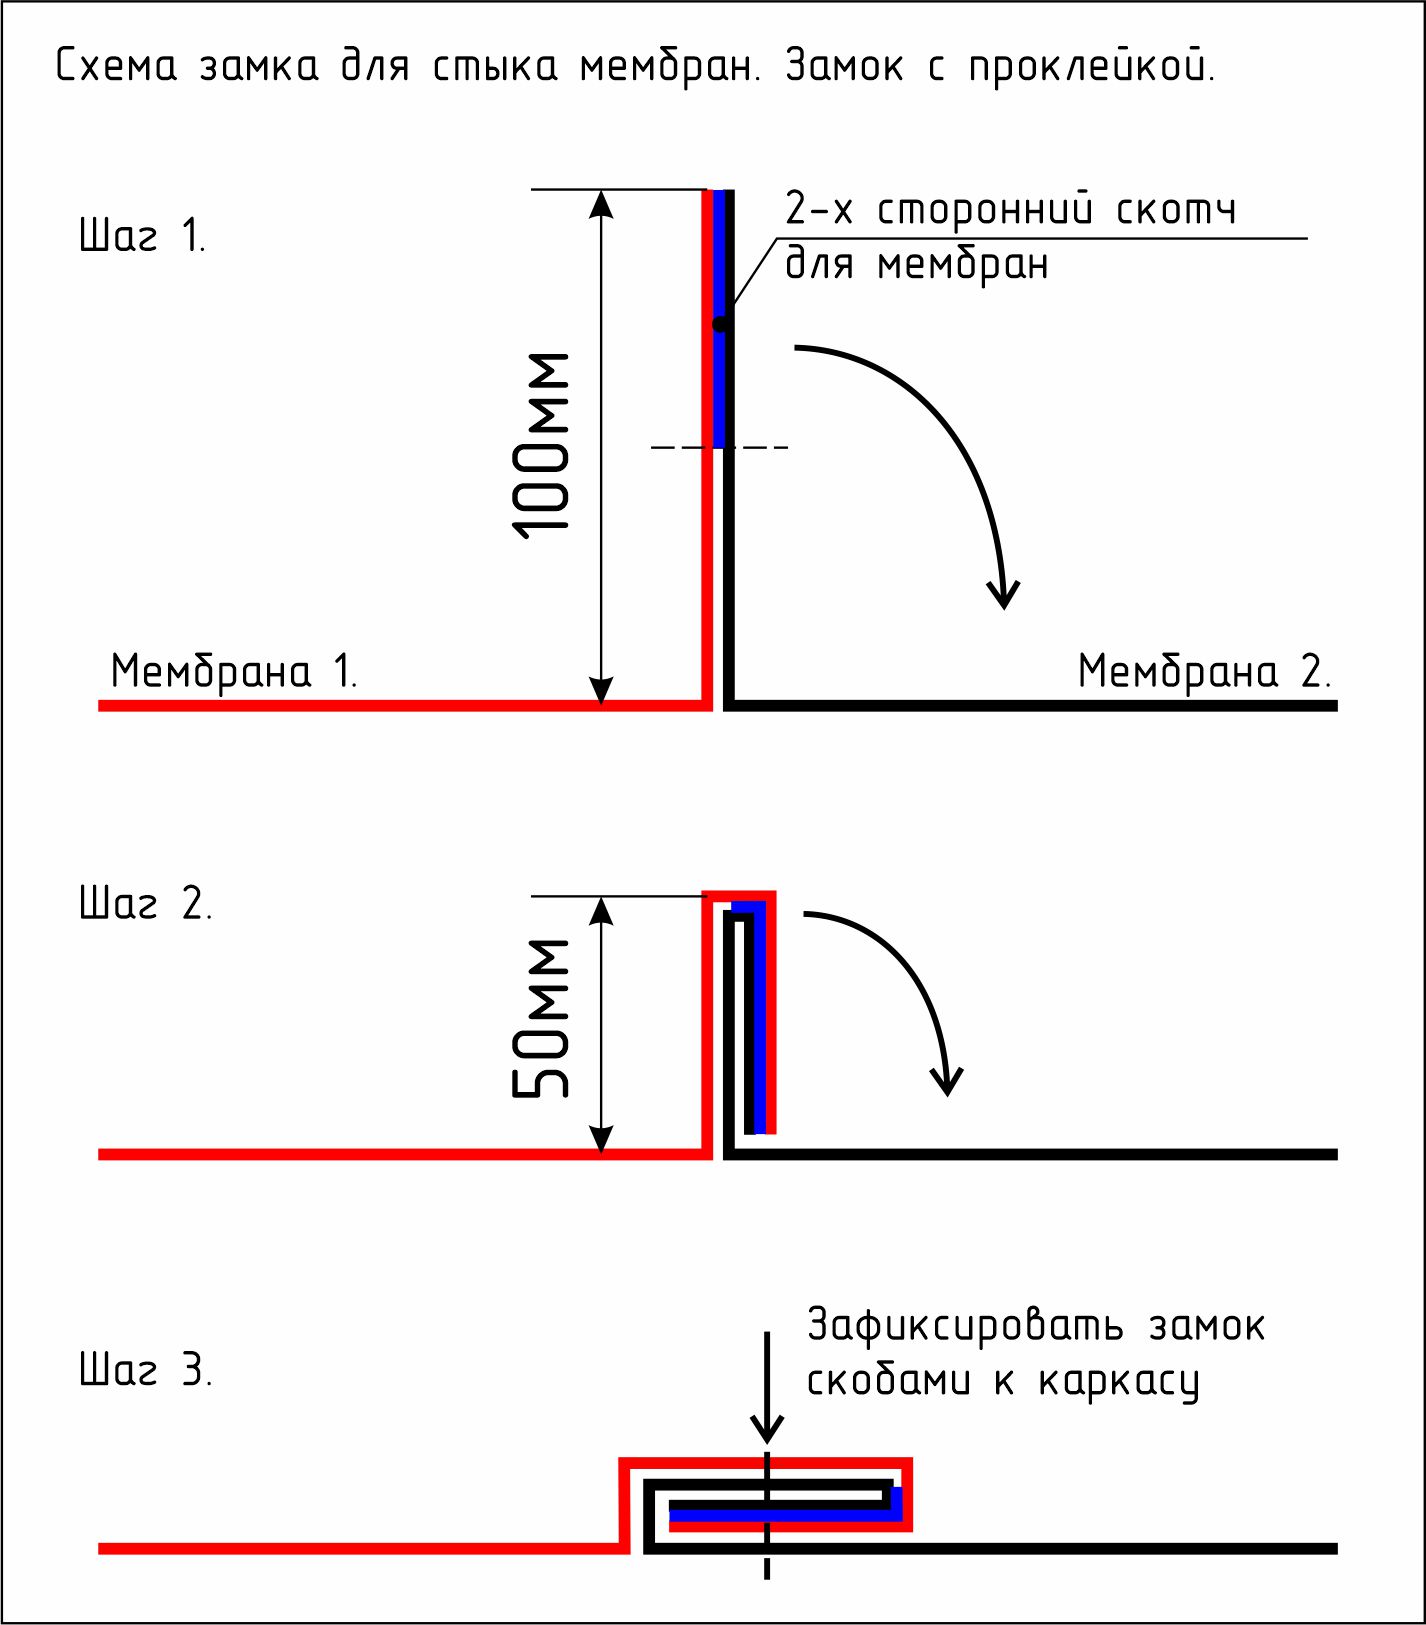 Схема замка для стыка мембран. Замок с проклейкой.
Шаг 1.
2-х сторонний скотч
для мембран
100мм
Мембрана 1.
Мембрана 2.
Шаг 2.
50мм
Шаг 3.
Зафиксировать замок
скобами к каркасу